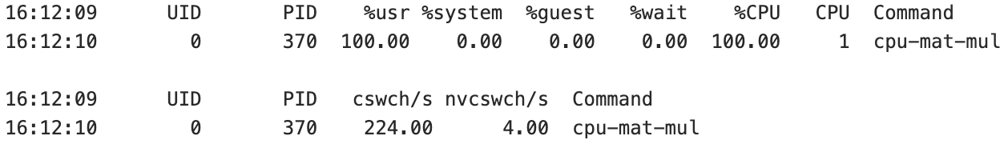 16:12:09 UID PID %usr %system %guest %wait %CPU CPU Command
16:12:10 0 370 100.00 0.00 0.00 0.00 100.00 1 cpu-mat-mul
16:12:09 UID PID cswch/s nvcswch/s Command
16:12:10 0 370 224.00 4.00 cpu-mat-mul